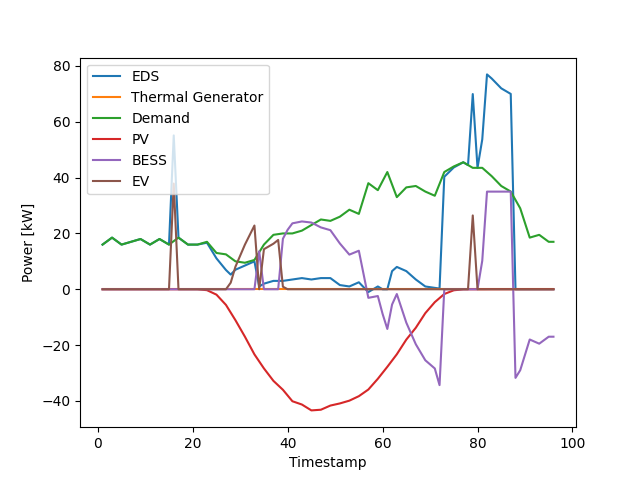 EDS
Thermal Generator
Demand
PV
BESS
EV
80
60
40
20
0
−20
−40
Power [kW]
0 20 40 60 80 100
Timestamp